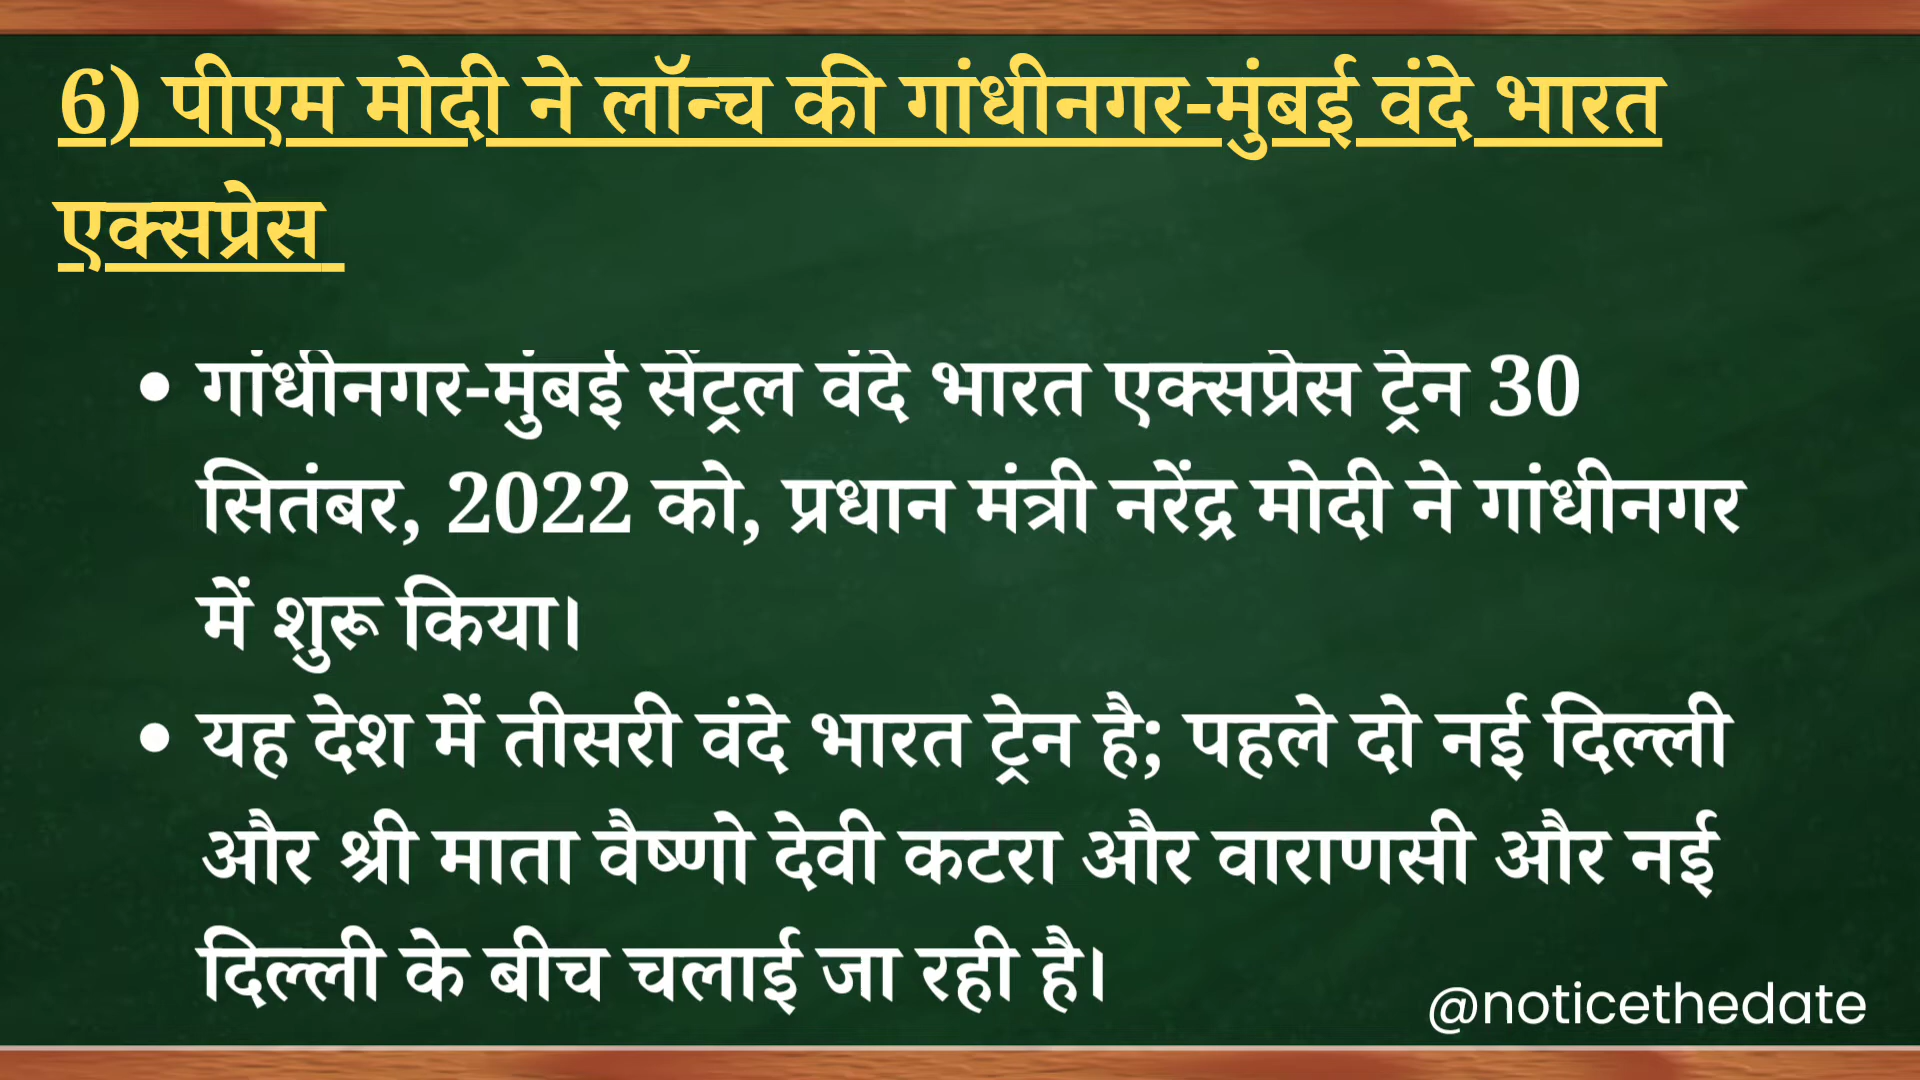 6) पीएम मोदी ने लॉन्च की गांधीनगर-मुंबई वंदे भारत
एक्सप्रेस
• गांधीनगर-मुंबई सेंट्रल वंदे भारत एक्सप्रेस ट्रेन 30
सितंबर, 2022 को, प्रधान मंत्री नरेंद्र मोदी ने गांधीनगर
में शुरू किया।
• यह देश में तीसरी वंदे भारत ट्रेन है; पहले दो नई दिल्ली
और श्री माता वैष्णो देवी कटरा और वाराणसी और नई
दिल्ली के बीच चलाई जा रही है।
@noticethedate